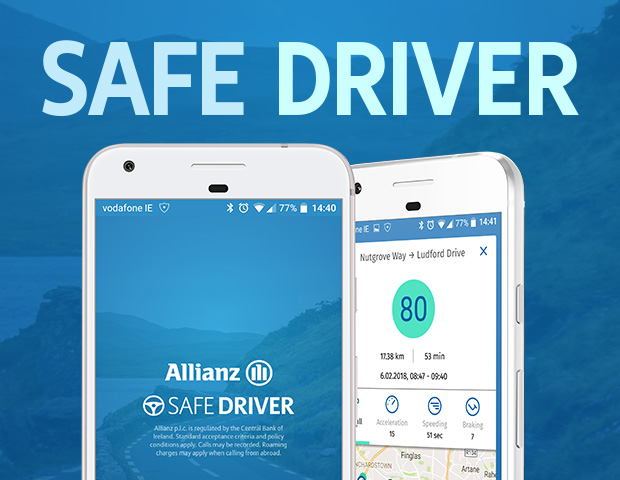 SAFE DRIVER
vodafone IE 77% 14:40
Allianz
SAFE DRIVER
Allianz p.l.c. is regulated by the Central Bank of
Ireland. Standard acceptance criteria and policy
conditions apply. Calls may be recorded. Roaming
charges may apply when calling from abroad.
ne IE 77% 14:41
Nutgrove Way → Ludford Drive X
80
17.38 km 53 min
6.02.2018, 08:47 - 09:40
all Acceleration Speeding Braking
15 51 sec 7
NCHARDSTOWN Artane
Finglas Rahe